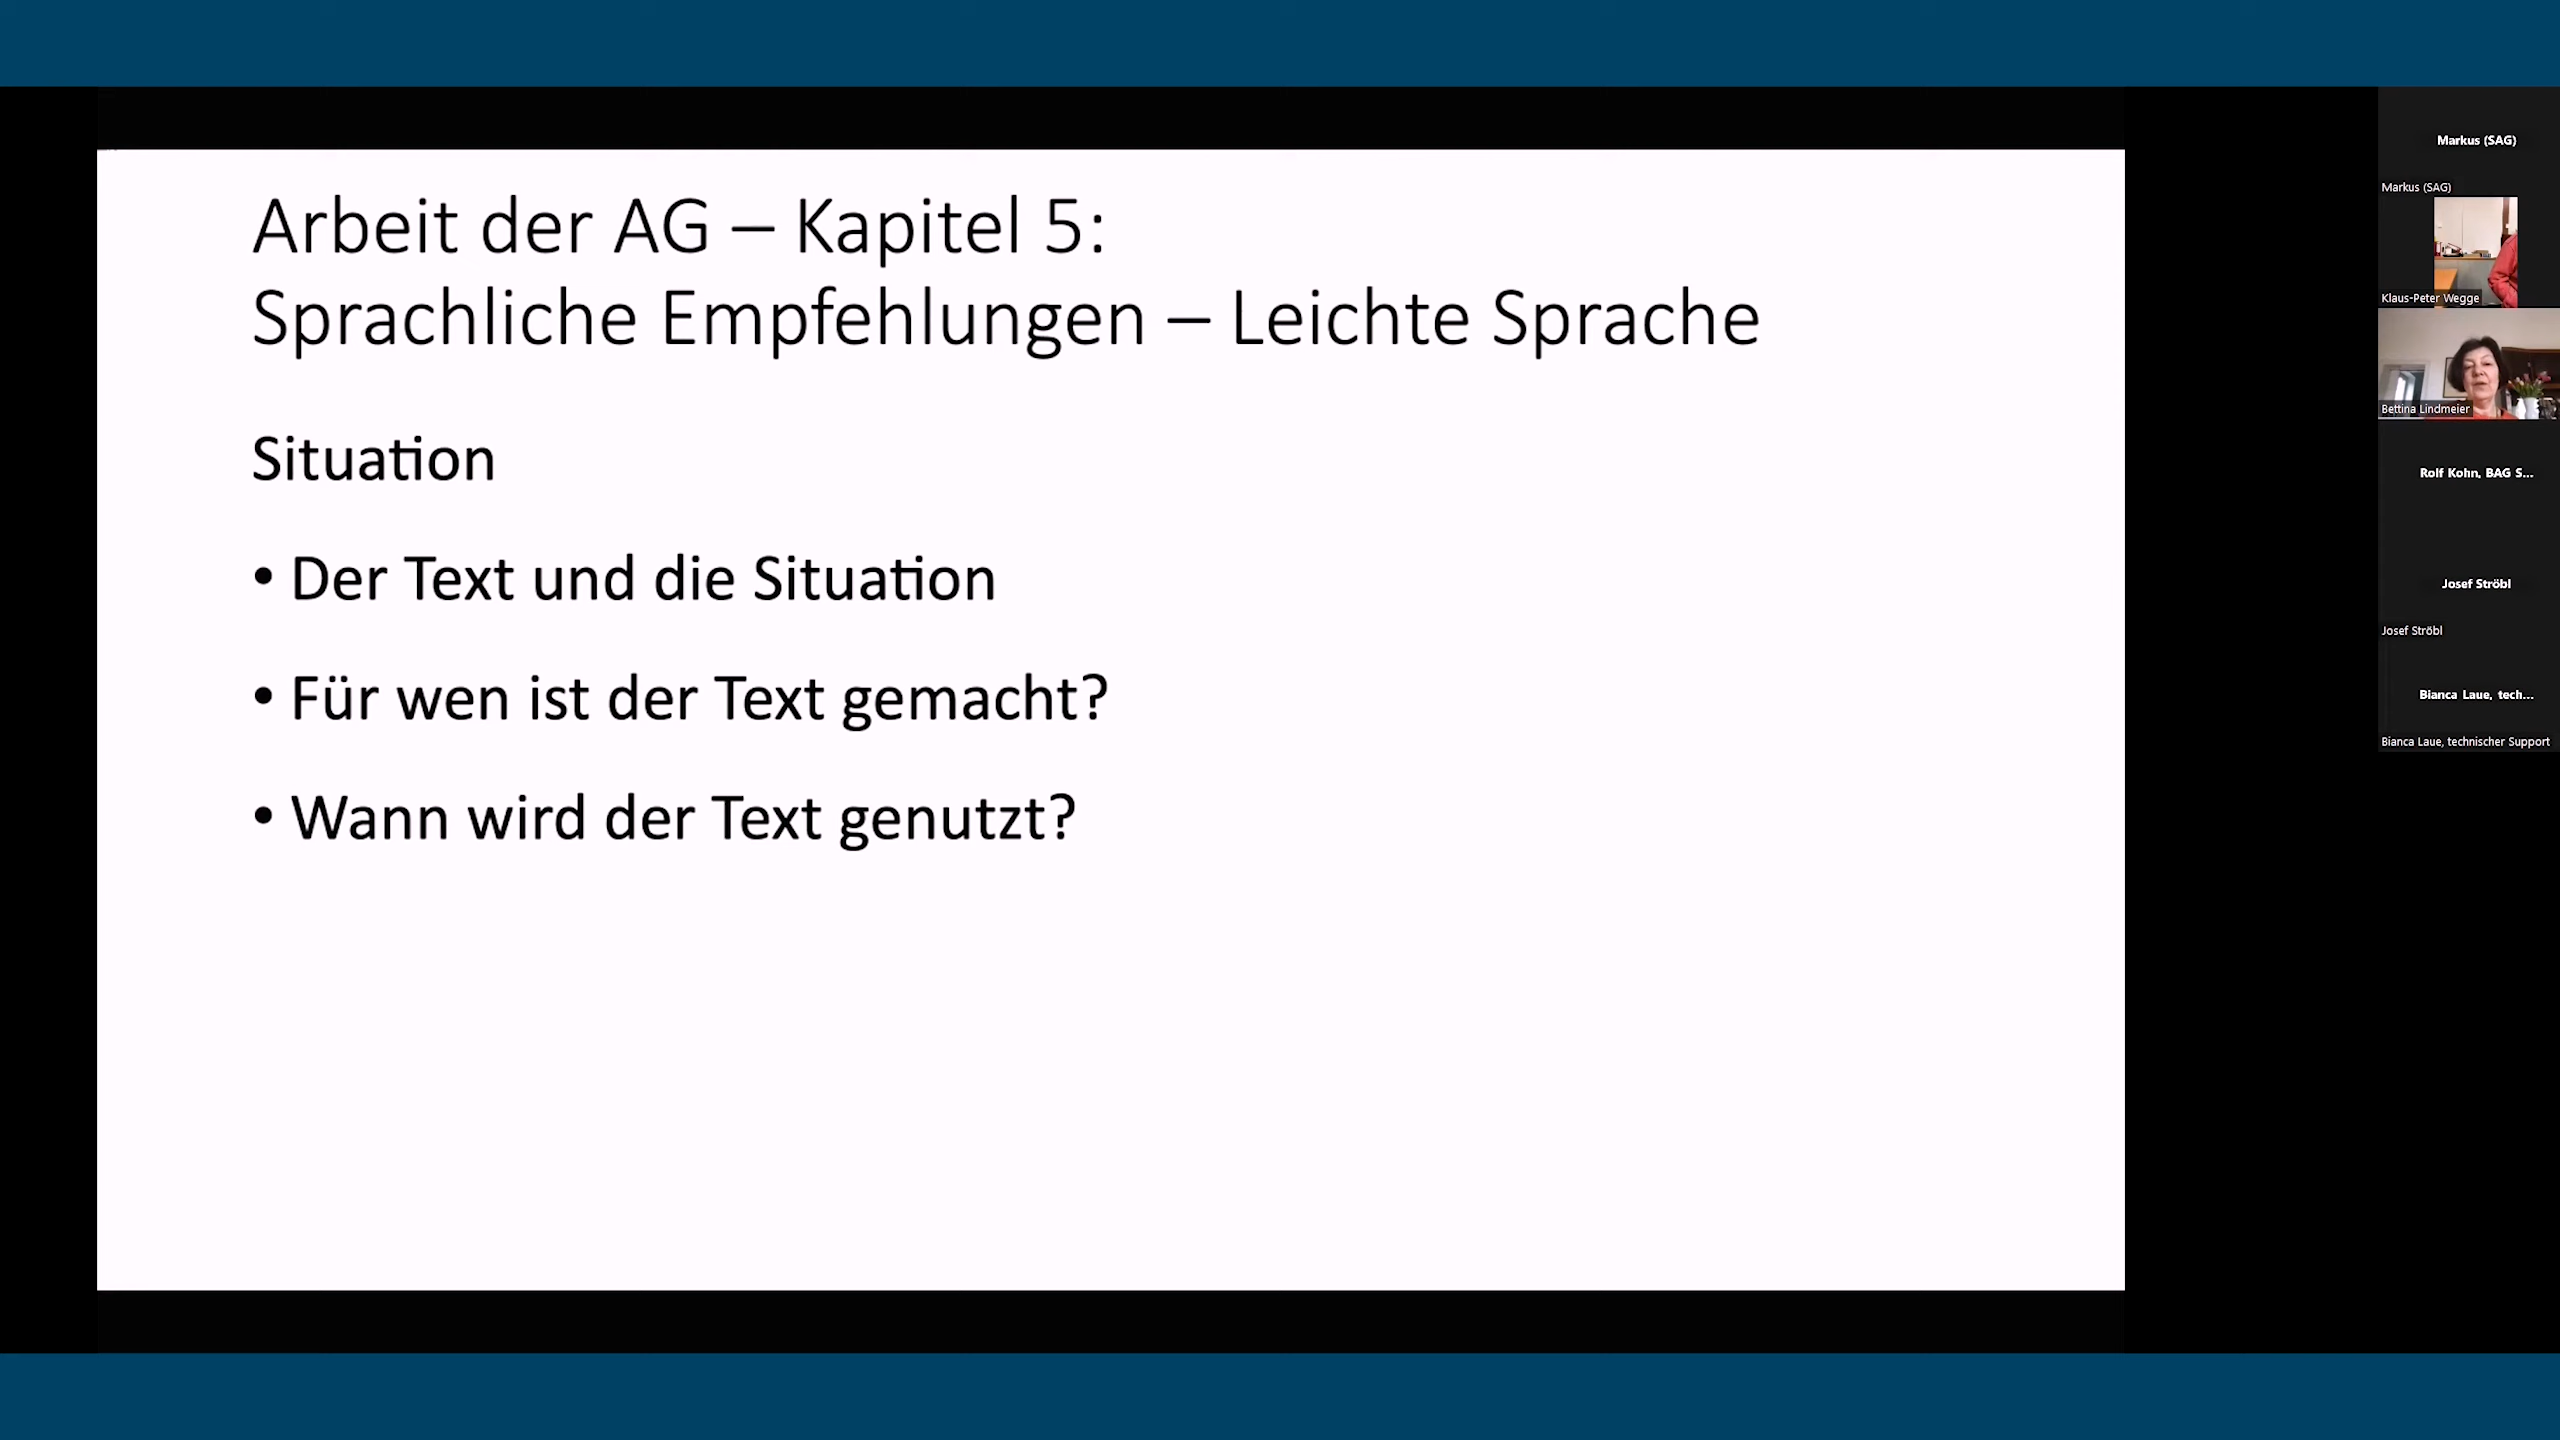 Arbeit der AG – Kapitel 5:
Sprachliche Empfehlungen – Leichte Sprache
Situation
• Der Text und die Situation
• Für wen ist der Text gemacht?
• Wann wird der Text genutzt?
Markus (SAG)
Markus (SAG)
Klaus-Peter Wegge
Bettina Lindmeier
Rolf Kohn, BAG S...
Josef Ströbl
Josef Ströbl
Bianca Laue, tech...
Bianca Laue, technischer Support